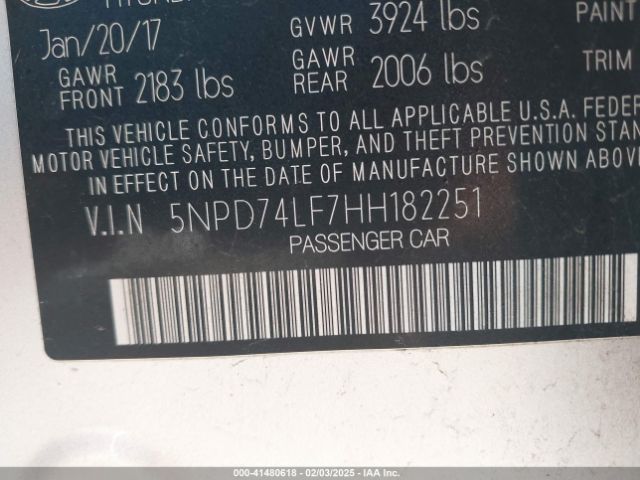 Jan/20/17 GVWR 3924 lbs PAINT
GAWR FRONT 2183 lbs GAWR REAR 2006 lbs TRIM
THIS VEHICLE CONFORMS TO ALL APPLICABLE U.S.A. FEDER
MOTOR VEHICLE SAFETY, BUMPER, AND THEFT PREVENTION STAN
IN EFFECT ON THE DATE OF MANUFACTURE SHOWN ABOVE
V.I.N 5NPD74LF7HH182251
PASSENGER CAR
000-41480618 - 02/03/2025 - IAA Holdings, LLC.